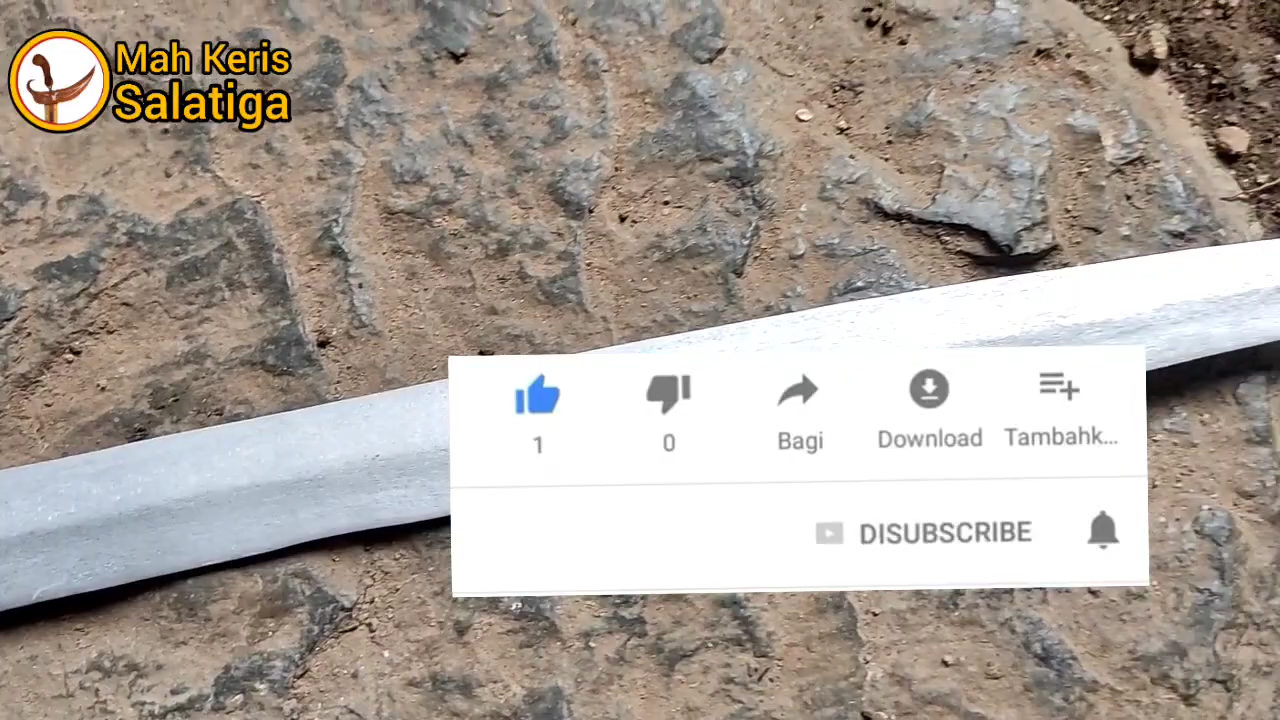 Mah Keris
Salatiga
1
0
Bagi
Download
Tambahk...
DISUBSCRIBE